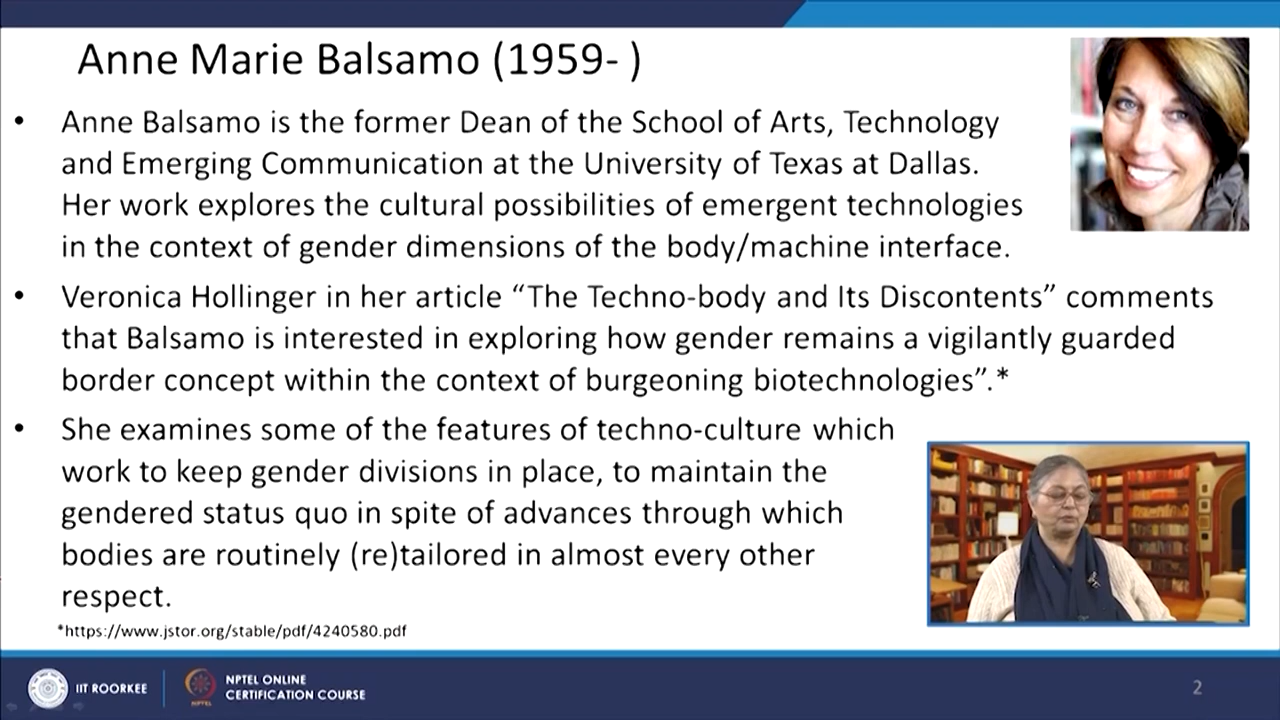 Anne Marie Balsamo (1959- )
• Anne Balsamo is the former Dean of the School of Arts, Technology
and Emerging Communication at the University of Texas at Dallas.
Her work explores the cultural possibilities of emergent technologies
in the context of gender dimensions of the body/machine interface.
• Veronica Hollinger in her article “The Techno-body and Its Discontents” comments
that Balsamo is interested in exploring how gender remains a vigilantly guarded
border concept within the context of burgeoning biotechnologies”.*
• She examines some of the features of techno-culture which
work to keep gender divisions in place, to maintain the
gendered status quo in spite of advances through which
bodies are routinely (re)tailored in almost every other
respect.
*https://www.jstor.org/stable/pdf/4240580.pdf
IIT ROORKEE
NPTEL
NPTEL ONLINE
CERTIFICATION COURSE
2